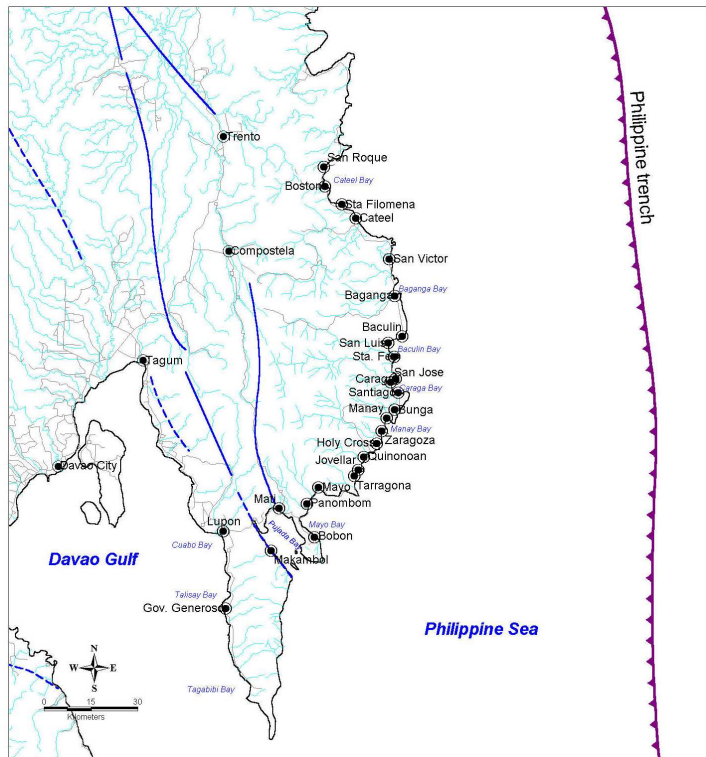 Philippine trench
Trento
San Roque
Cateel Bay
Boston
Sta Filomena
Cateel
Compostela
San Victor
Baganga Bay
Baganga
Baculin
San Luis
Baculin Bay
Sta. Fe
Tagum
San Jose
Caraga
Santiago
Caraga Bay
Manay
Bunga
Manay Bay
Holy Cross
Zaragoza
Quinonoan
Jovellar
Davao City
Tarragona
Mayo
Mati
Panombom
Lupon
Mayo Bay
Pujada Bay
Bobon
Cuabo Bay
Makambol
Davao Gulf
Talisay Bay
Gov. Generoso
Philippine Sea
N
W E
S
Tagabibi Bay
0 15 30
Kilometers